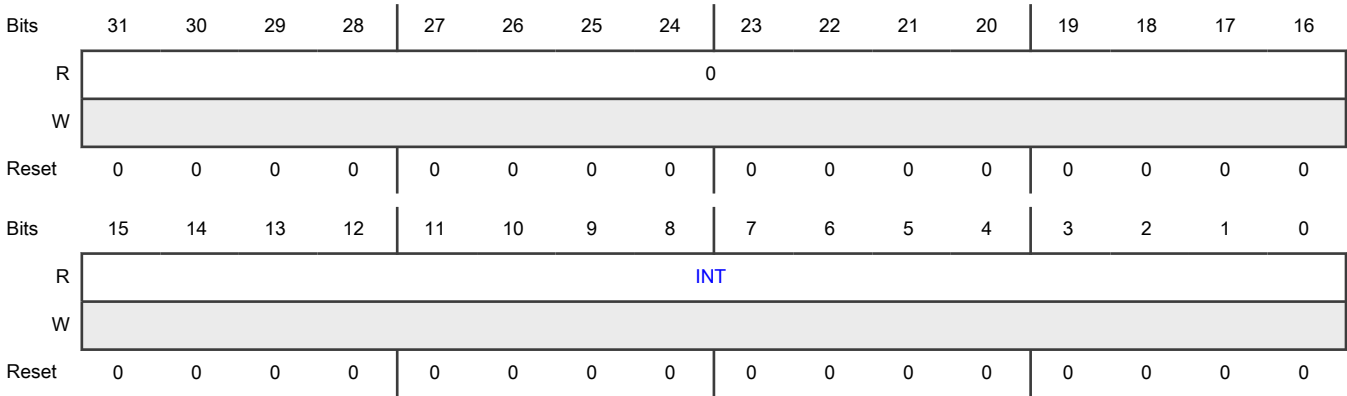 Bits 31 30 29 28 27 26 25 24 23 22 21 20 19 18 17 16
R 0
W
Reset 0 0 0 0 0 0 0 0 0 0 0 0 0 0 0 0
Bits 15 14 13 12 11 10 9 8 7 6 5 4 3 2 1 0
R INT
W
Reset 0 0 0 0 0 0 0 0 0 0 0 0 0 0 0 0